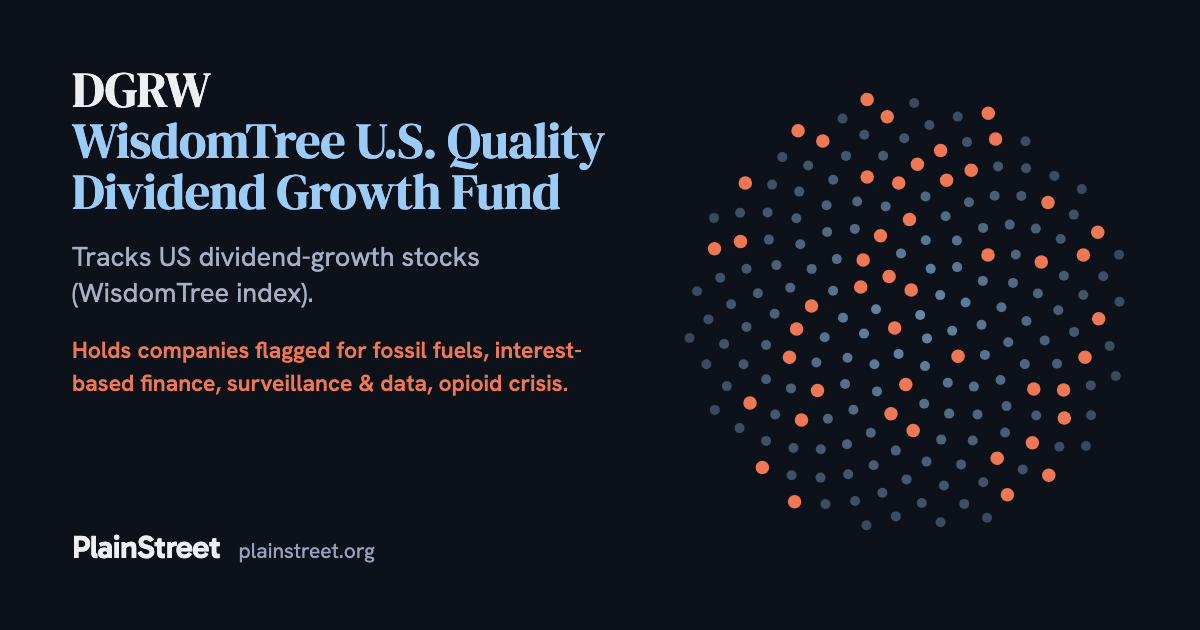 DGRW
WisdomTree U.S. Quality
Dividend Growth Fund
Tracks US dividend-growth stocks
(WisdomTree index).
Holds companies flagged for fossil fuels, interest-
based finance, surveillance & data, opioid crisis.
PlainStreet plainstreet.org